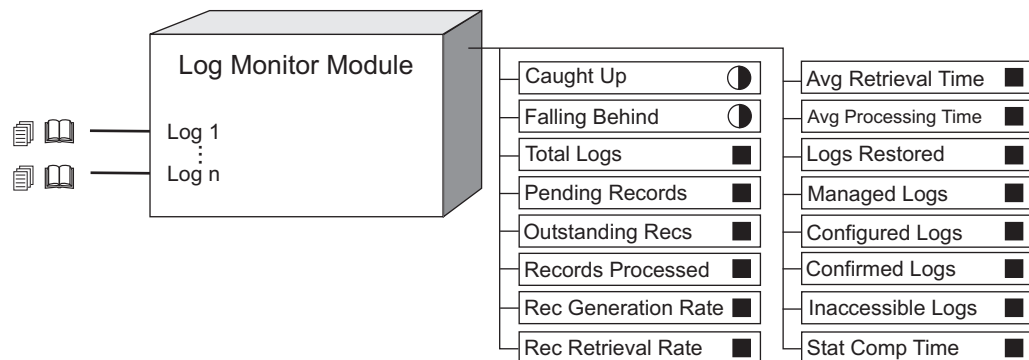 Log Monitor Module
Log 1
Log n
Caught Up
Falling Behind
Total Logs
Pending Records
Outstanding Recs
Records Processed
Rec Generation Rate
Rec Retrieval Rate
Avg Retrieval Time
Avg Processing Time
Logs Restored
Managed Logs
Configured Logs
Confirmed Logs
Inaccessible Logs
Stat Comp Time